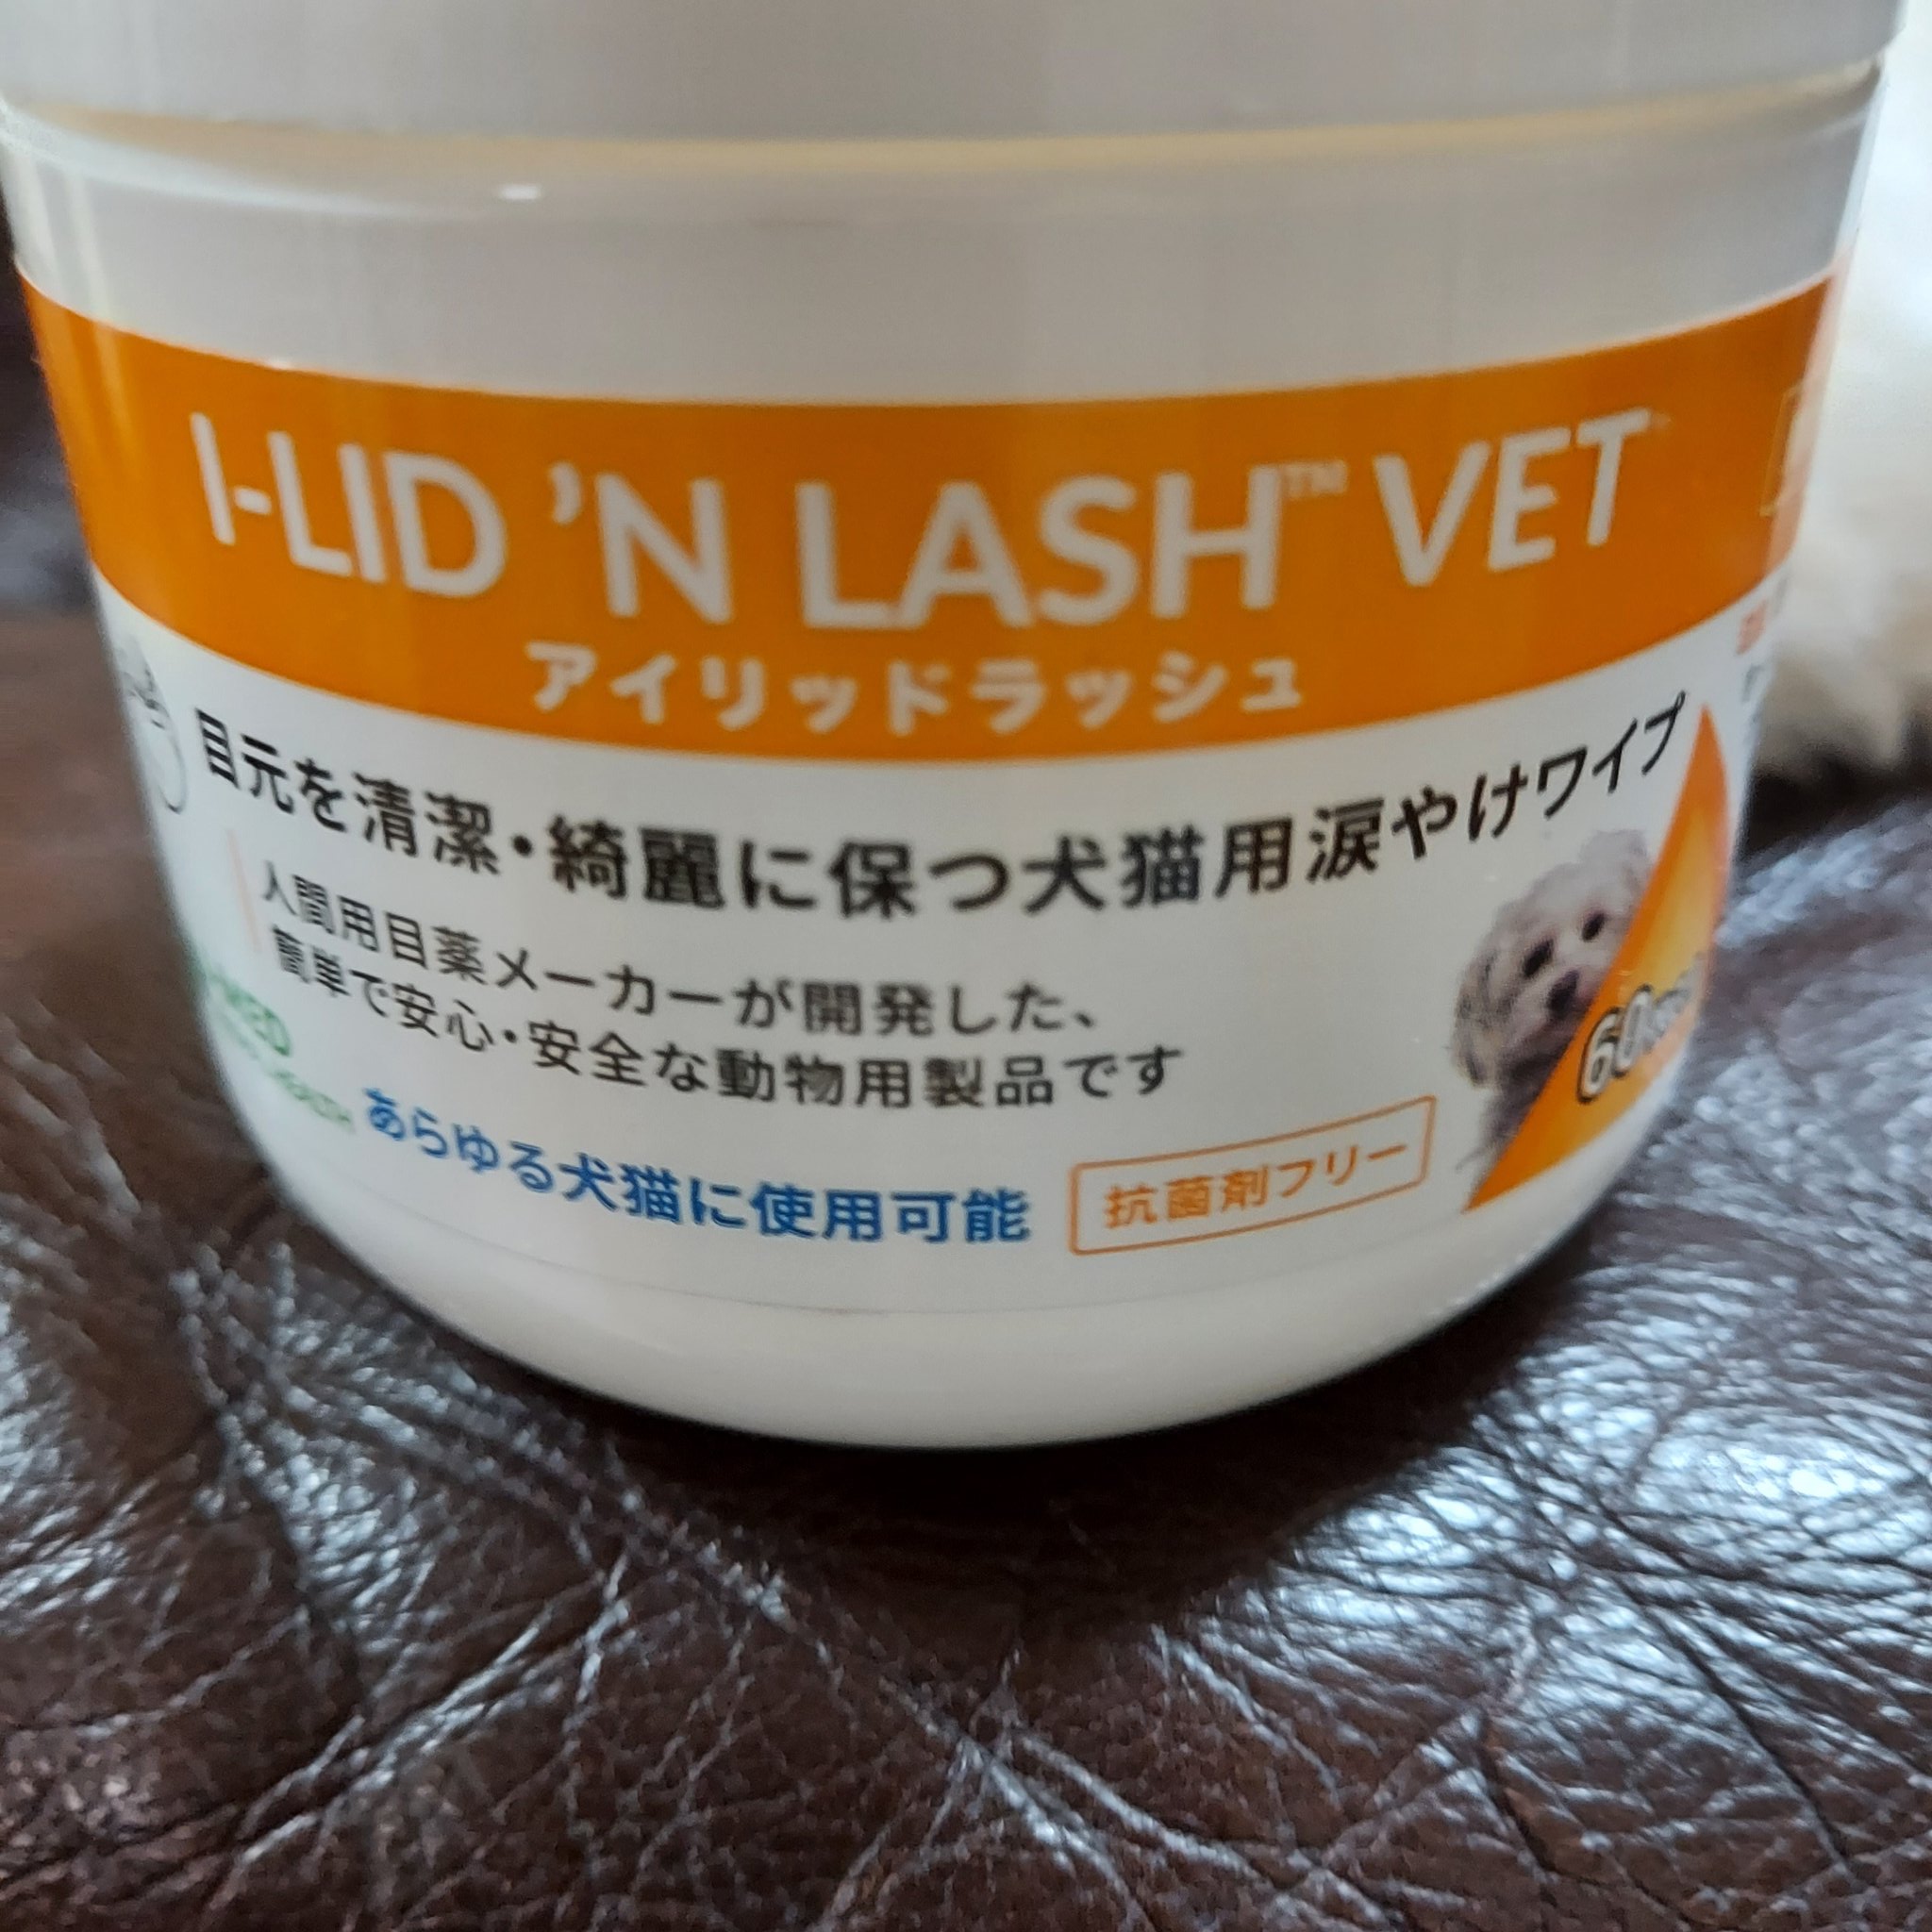 I-LID 'N LASH™ VET
アイリッドラッシュ
目元を清潔・綺麗に保つ犬猫用涙やけワイプ
人間用目薬メーカーが開発した、
簡単で安心・安全な動物用製品です
あらゆる犬猫に使用可能
抗菌剤フリー
60